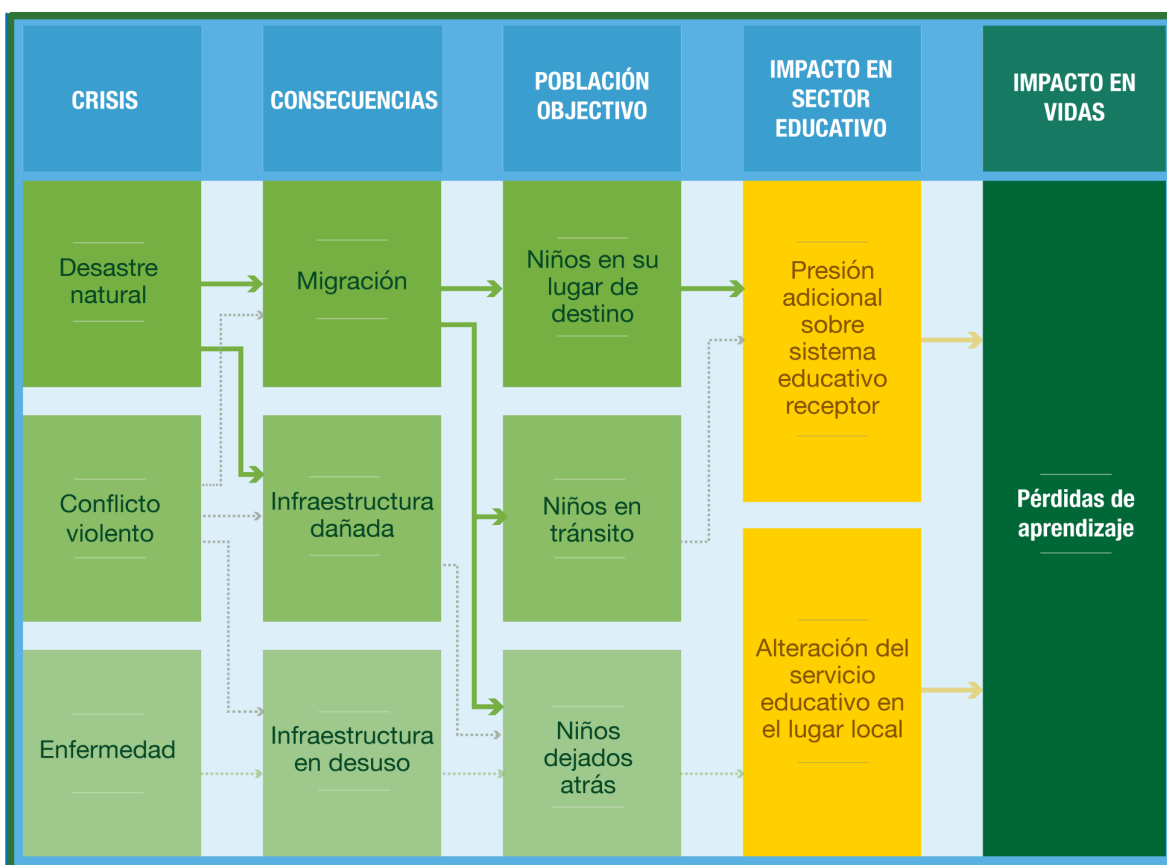 CRISIS
CONSECUENCIAS
POBLACIÓN
OBJECTIVO
IMPACTO EN
SECTOR
EDUCATIVO
IMPACTO EN
VIDAS
Desastre
natural
Migración
Niños en su
lugar de
destino
Presión
adicional
sobre
sistema
educativo
receptor
Conflicto
violento
Infraestructura
dañada
Niños en
tránsito
Pérdidas de
aprendizaje
Enfermedad
Infraestructura
en desuso
Niños
dejados
atrás
Alteración del
servicio
educativo en
el lugar local